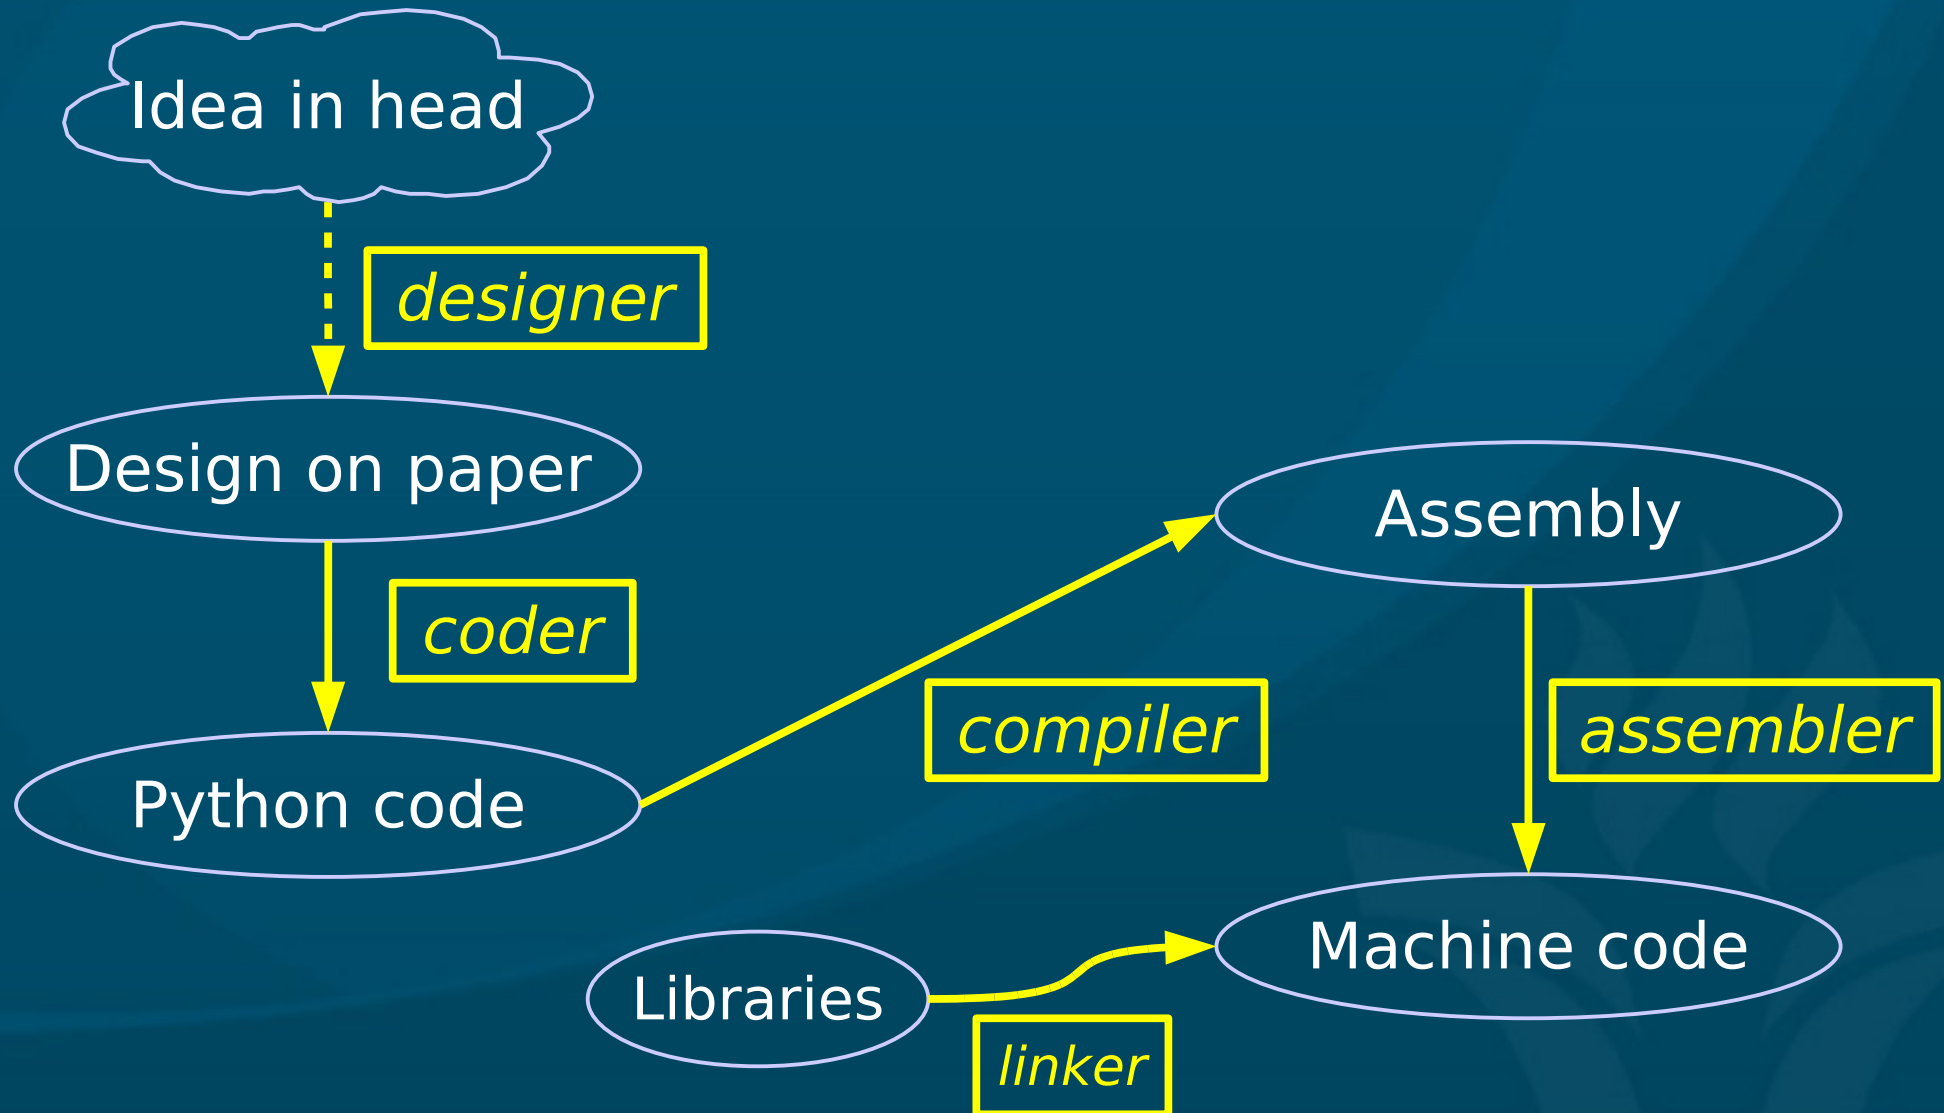 Idea in head
designer
Design on paper
coder
Python code
compiler
Assembly
assembler
Machine code
Libraries
linker